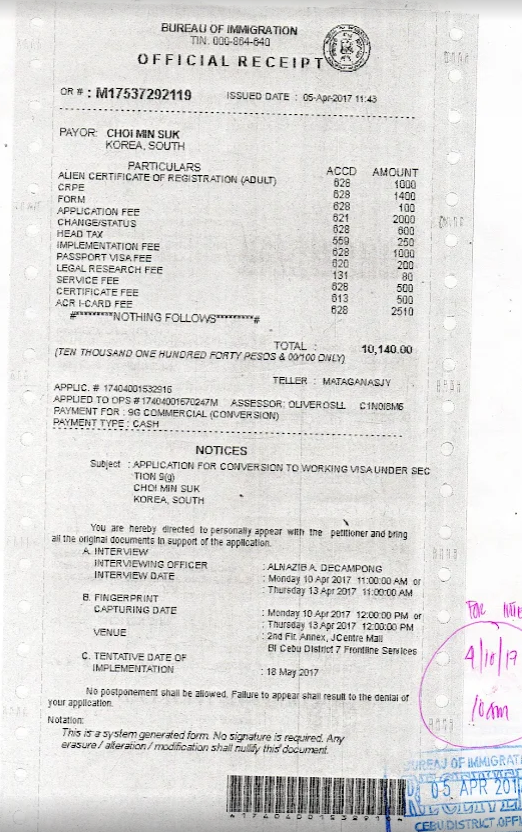 BUREAU OF IMMIGRATION
TIN: 000-864-640
OFFICIAL RECEIPT
OR # : M17537292119 ISSUED DATE : 05-Apr-2017 11:43
PAYOR: CHOI MIN SUK
KOREA, SOUTH
PARTICULARS ACCD AMOUNT
ALIEN CERTIFICATE OF REGISTRATION (ADULT) 628 1000
CRPE 628 1400
FORM 628 100
APPLICATION FEE 621 2000
CHANGE/STATUS 628 600
HEAD TAX 559 250
IMPLEMENTATION FEE 628 1000
PASSPORT VISA FEE 620 200
LEGAL RESEARCH FEE 131 80
SERVICE FEE 628 500
CERTIFICATE FEE 613 500
ACR I-CARD FEE 628 2510
#*********NOTHING FOLLOWS*********#
TOTAL : 10,140.00
(TEN THOUSAND ONE HUNDRED FORTY PESOS & 00/100 ONLY)
TELLER : MATAGANASJY
APPLIC. # 17404001532916
APPLIED TO OPS # 17404001670247M ASSESSOR: OLIVEROSLL C1N0I8M6
PAYMENT FOR : 9G COMMERCIAL (CONVERSION)
PAYMENT TYPE : CASH
NOTICES
Subject : APPLICATION FOR CONVERSION TO WORKING VISA UNDER SEC
TION 9(g)
CHOI MIN SUK
KOREA, SOUTH
You are hereby directed to personally appear with the petitioner and bring
all the original documents in support of the application.
A. INTERVIEW
INTERVIEWING OFFICER : ALNAZIB A. DECAMPONG
INTERVIEW DATE : Monday 10 Apr 2017 11:00:00 AM or
: Thursday 13 Apr 2017 11:00:00 AM
B. FINGERPRINT
CAPTURING DATE : Monday 10 Apr 2017 12:00:00 PM or
: Thursday 13 Apr 2017 12:00:00 PM
VENUE : 2nd Flr. Annex, JCentre Mall
BI Cebu District 7 Frontline Services
C. TENTATIVE DATE OF
IMPLEMENTATION : 18 May 2017
No postponement shall be allowed. Failure to appear shall result to the denial of
your application.
Notation:
This is a system generated form. No signature is required. Any
erasure / alteration / modification shall nullify this document.
FOR INTE
4/10/17
10am
BUREAU OF IMMIGRATI
05 APR 201
CEBU DISTRICT OFFI